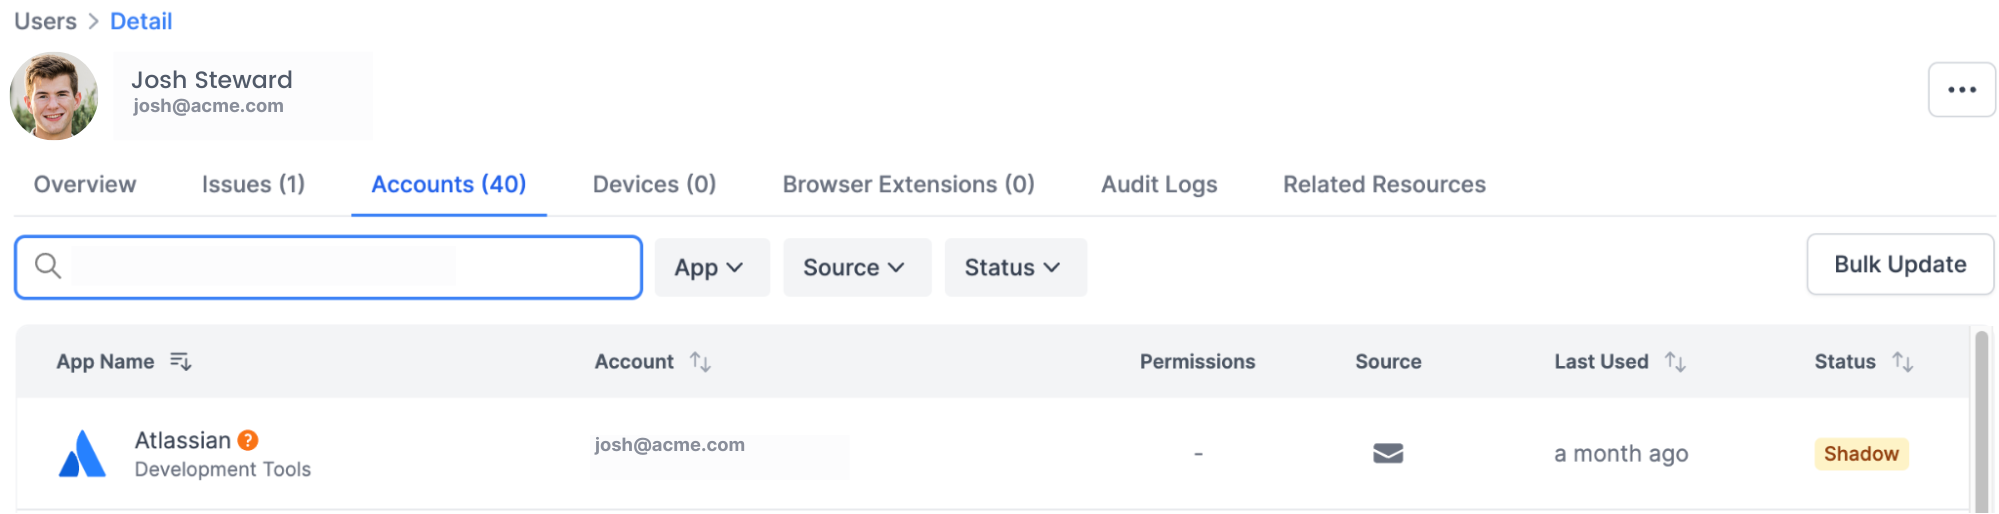 Users > Detail
Josh Steward
josh@acme.com
Overview Issues (1) Accounts (40) Devices (0) Browser Extensions (0) Audit Logs Related Resources
App Source Status Bulk Update
App Name Account Permissions Source Last Used Status
Atlassian ?
Development Tools
josh@acme.com - a month ago Shadow